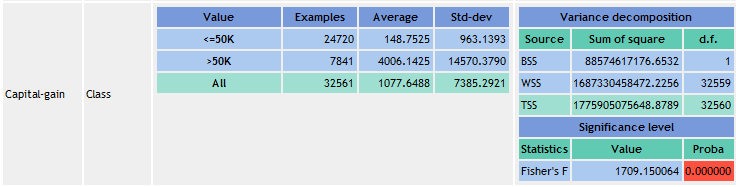 Capital-gain
Class
Value Examples Average Std-dev
<=50K 24720 148.7525 963.1393
>50K 7841 4006.1425 14570.3790
All 32561 1077.6488 7385.2921
Variance decomposition
Source Sum of square d.f.
BSS 88574617176.6532 1
WSS 1687330458472.2256 32559
TSS 1775905075648.8789 32560
Significance level
Statistics Value Proba
Fisher's F 1709.150064 0.000000